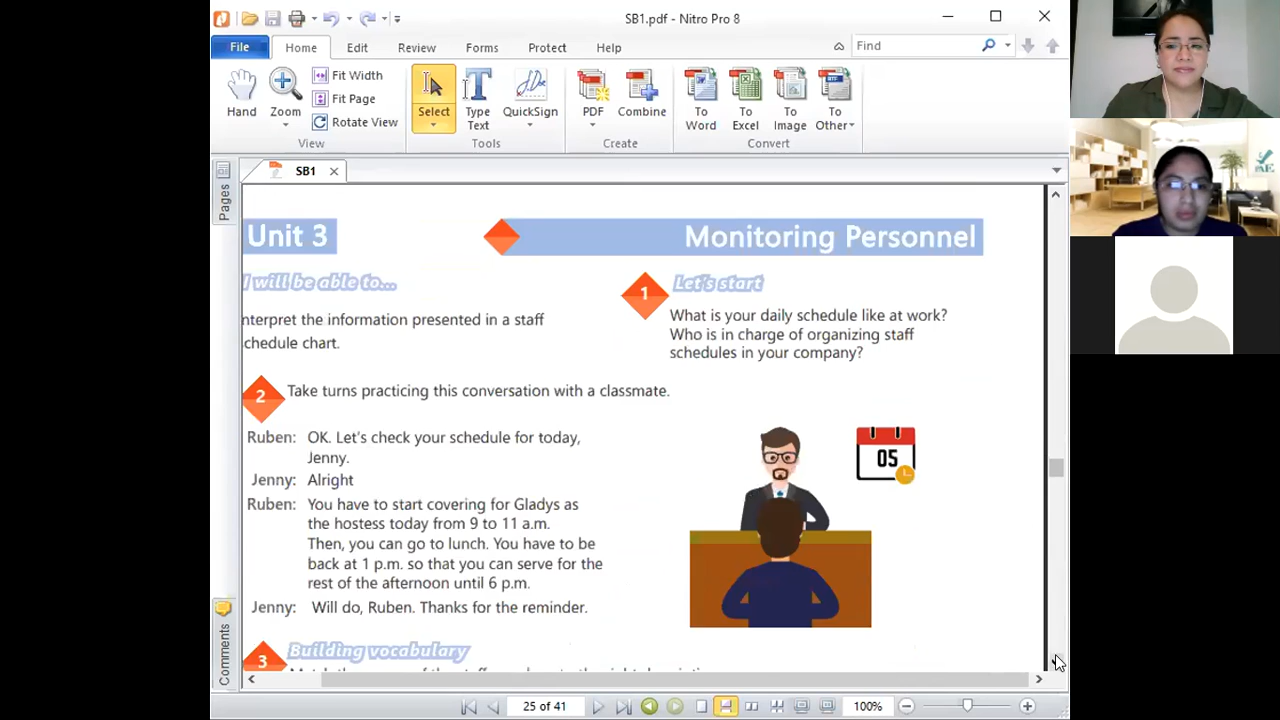 SB1.pdf - Nitro Pro 8
File
Home
Edit
Review
Forms
Protect
Help
Find
Hand
Zoom
Fit Width
Fit Page
Rotate View
View
Select
Type Text
QuickSign
Tools
PDF
Combine
Create
To Word
To Excel
To Image
To Other
Convert
Pages
SB1
Unit 3
Monitoring Personnel
I will be able to...
nterpret the information presented in a staff
chedule chart.
1
Let's start
What is your daily schedule like at work?
Who is in charge of organizing staff
schedules in your company?
2
Take turns practicing this conversation with a classmate.
Ruben: OK. Let's check your schedule for today,
Jenny.
Jenny: Alright
Ruben: You have to start covering for Gladys as
the hostess today from 9 to 11 a.m.
Then, you can go to lunch. You have to be
back at 1 p.m. so that you can serve for the
rest of the afternoon until 6 p.m.
Jenny: Will do, Ruben. Thanks for the reminder.
05
3
Building vocabulary
Comments
25 of 41
100%